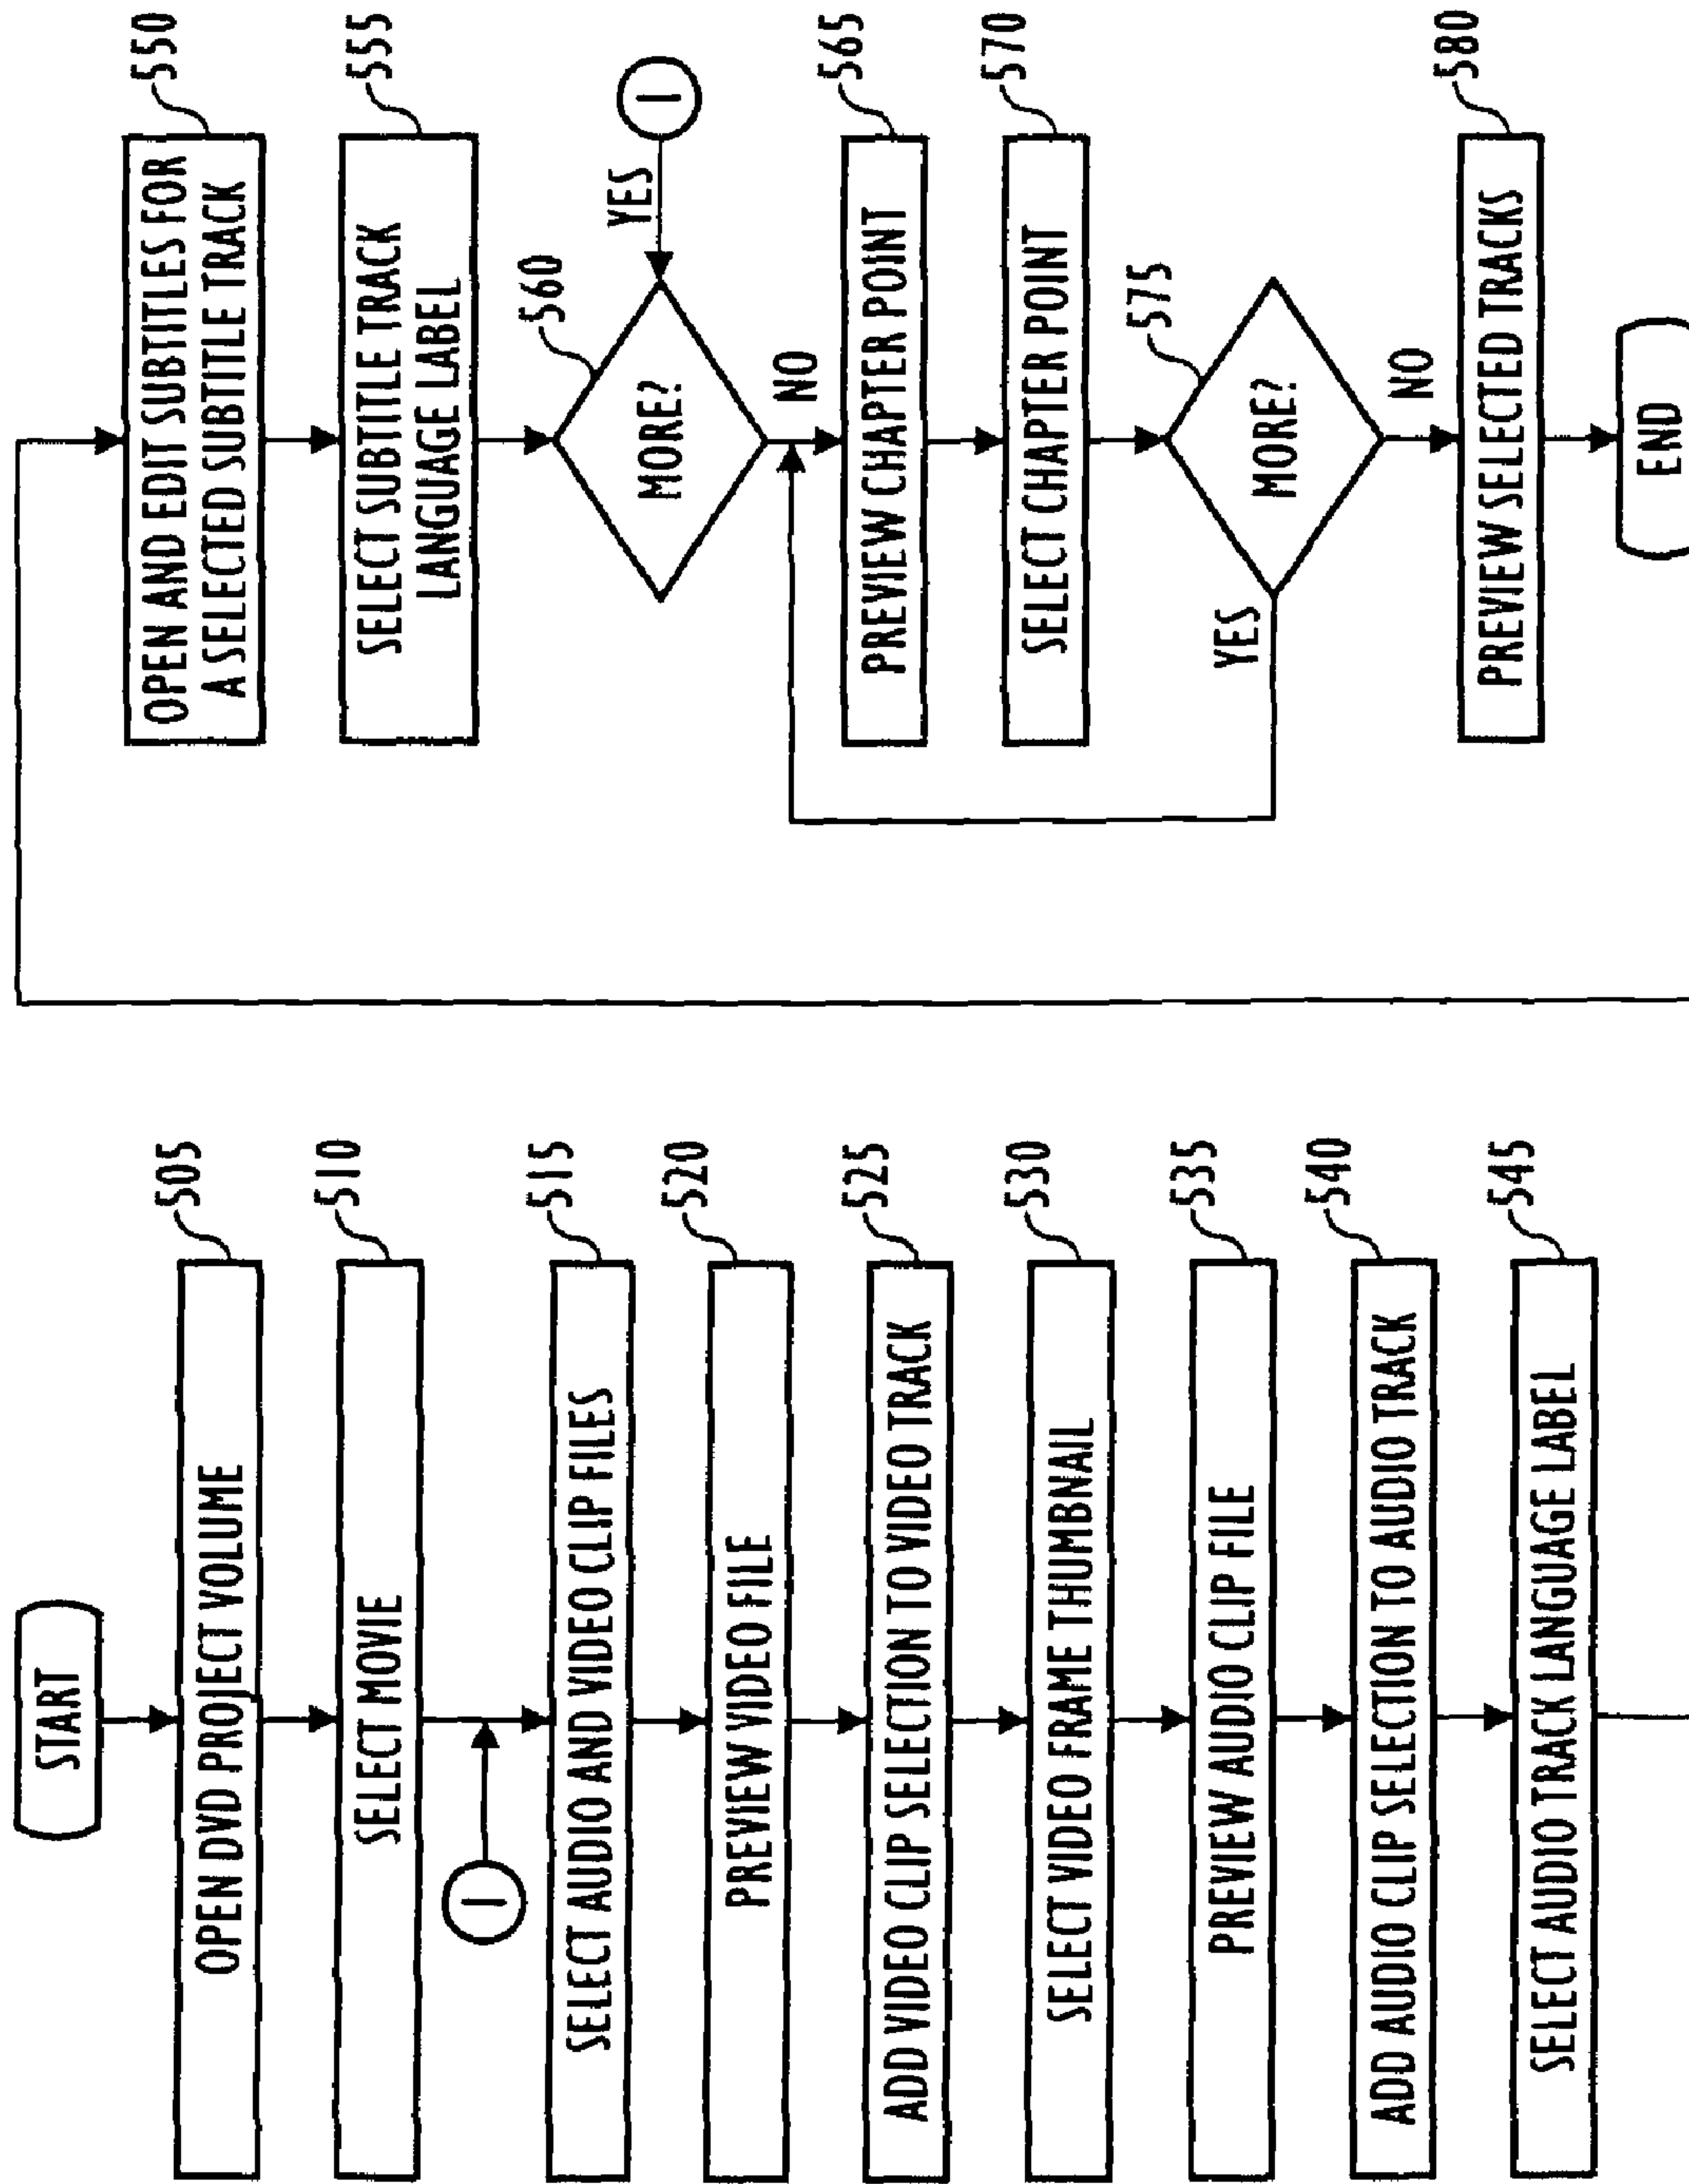 START
OPEN DVD PROJECT VOLUME
505
SELECT MOVIE
510
1
SELECT AUDIO AND VIDEO CLIP FILES
515
PREVIEW VIDEO FILE
520
ADD VIDEO CLIP SELECTION TO VIDEO TRACK
525
SELECT VIDEO FRAME THUMBNAIL
530
PREVIEW AUDIO CLIP FILE
535
ADD AUDIO CLIP SELECTION TO AUDIO TRACK
540
SELECT AUDIO TRACK LANGUAGE LABEL
545
OPEN AND EDIT SUBTITLES FOR
A SELECTED SUBTITLE TRACK
550
SELECT SUBTITLE TRACK
LANGUAGE LABEL
555
MORE?
560
YES
1
NO
PREVIEW CHAPTER POINT
565
SELECT CHAPTER POINT
570
MORE?
575
YES
NO
PREVIEW SELECTED TRACKS
580
END